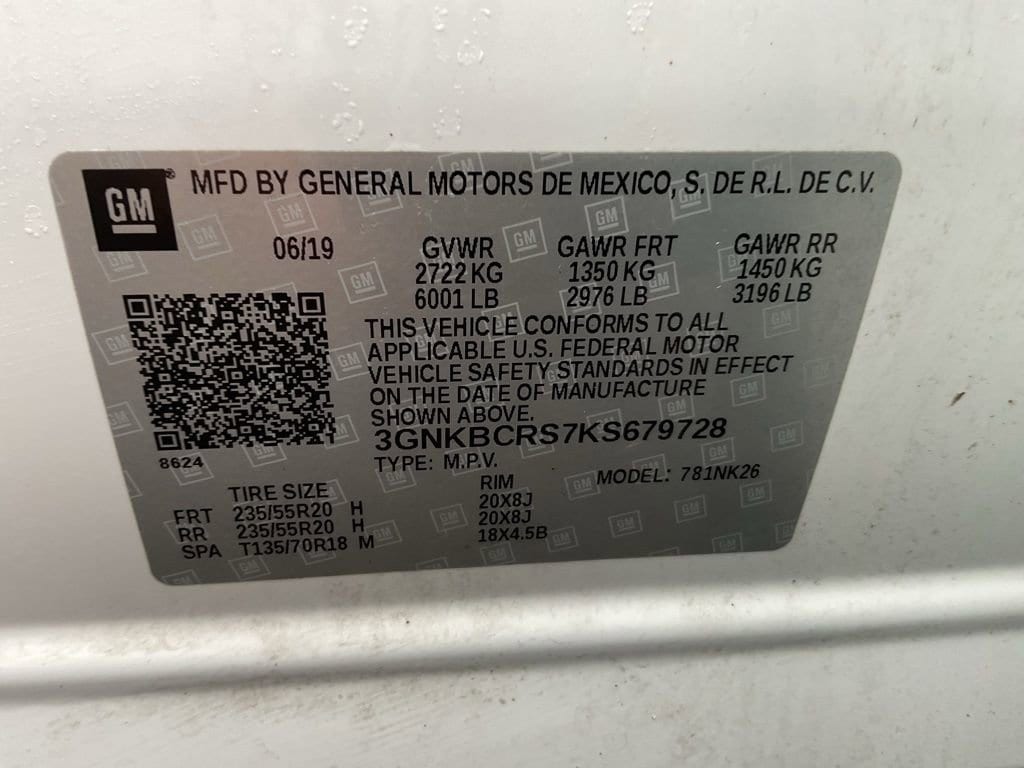 GM® MFD BY GENERAL MOTORS DE MEXICO, S. DE R.L. DE C.V.
06/19 GVWR GAWR FRT GAWR RR
2722 KG 1350 KG 1450 KG
6001 LB 2976 LB 3196 LB
THIS VEHICLE CONFORMS TO ALL
APPLICABLE U.S. FEDERAL MOTOR
VEHICLE SAFETY STANDARDS IN EFFECT
ON THE DATE OF MANUFACTURE
SHOWN ABOVE.
3GNKBCRS7KS679728
8624
TYPE: M.P.V. MODEL: 781NK26
TIRE SIZE RIM
FRT 235/55R20 H 20X8J
RR 235/55R20 H 20X8J
SPA T135/70R18 M 18X4.5B